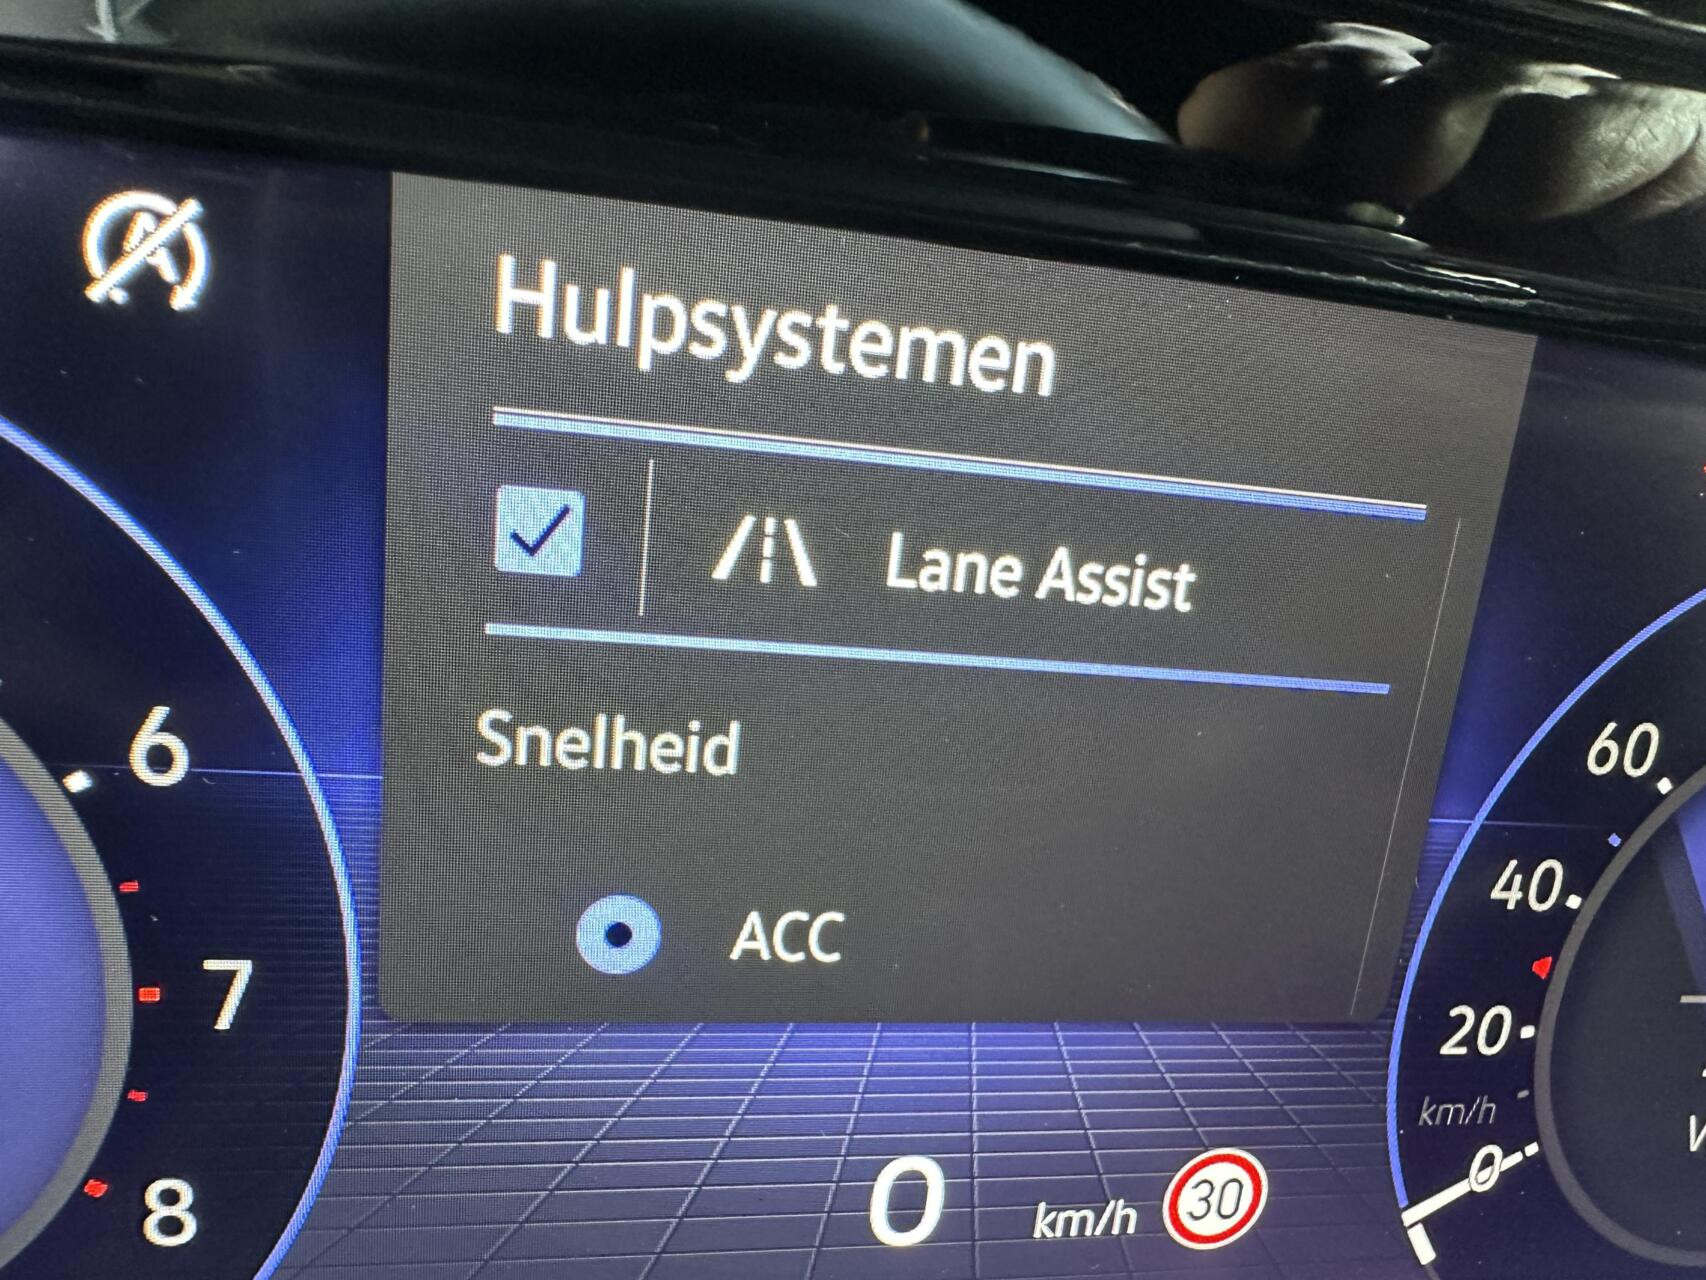 Hulpsystemen
Lane Assist
Snelheid
ACC
6
7
8
60
40
20
km/h
0
0 km/h 30